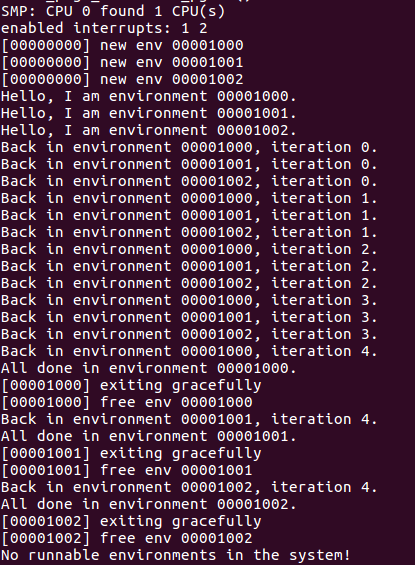 SMP: CPU 0 found 1 CPU(s)
enabled interrupts: 1 2
[00000000] new env 00001000
[00000000] new env 00001001
[00000000] new env 00001002
Hello, I am environment 00001000.
Hello, I am environment 00001001.
Hello, I am environment 00001002.
Back in environment 00001000, iteration 0.
Back in environment 00001001, iteration 0.
Back in environment 00001002, iteration 0.
Back in environment 00001000, iteration 1.
Back in environment 00001001, iteration 1.
Back in environment 00001002, iteration 1.
Back in environment 00001000, iteration 2.
Back in environment 00001001, iteration 2.
Back in environment 00001002, iteration 2.
Back in environment 00001000, iteration 3.
Back in environment 00001001, iteration 3.
Back in environment 00001002, iteration 3.
Back in environment 00001000, iteration 4.
All done in environment 00001000.
[00001000] exiting gracefully
[00001000] free env 00001000
Back in environment 00001001, iteration 4.
All done in environment 00001001.
[00001001] exiting gracefully
[00001001] free env 00001001
Back in environment 00001002, iteration 4.
All done in environment 00001002.
[00001002] exiting gracefully
[00001002] free env 00001002
No runnable environments in the system!